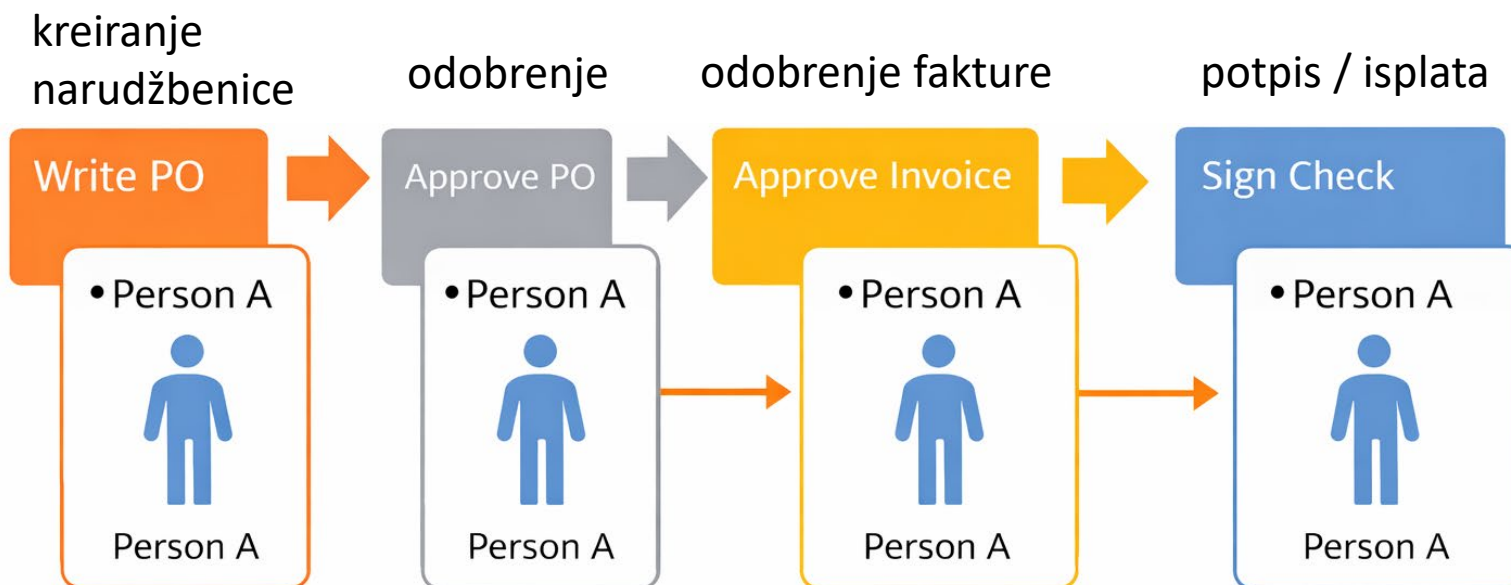 kreiranje
narudžbenice
odobrenje
odobrenje fakture
potpis / isplata
Write PO
Approve PO
Approve Invoice
Sign Check
• Person A
• Person A
• Person A
• Person A
Person A
Person A
Person A
Person A